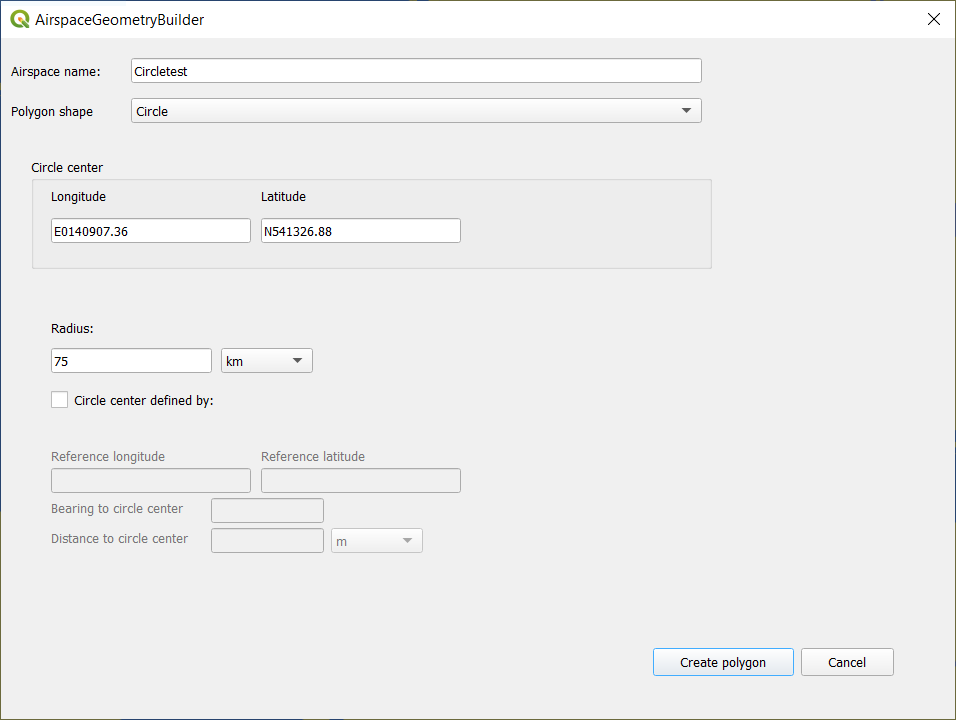 AirspaceGeometryBuilder
Airspace name: Circletest
Polygon shape Circle
Circle center
Longitude Latitude
E0140907.36 N541326.88
Radius:
75 km
Circle center defined by:
Reference longitude Reference latitude
Bearing to circle center
Distance to circle center m
Create polygon Cancel